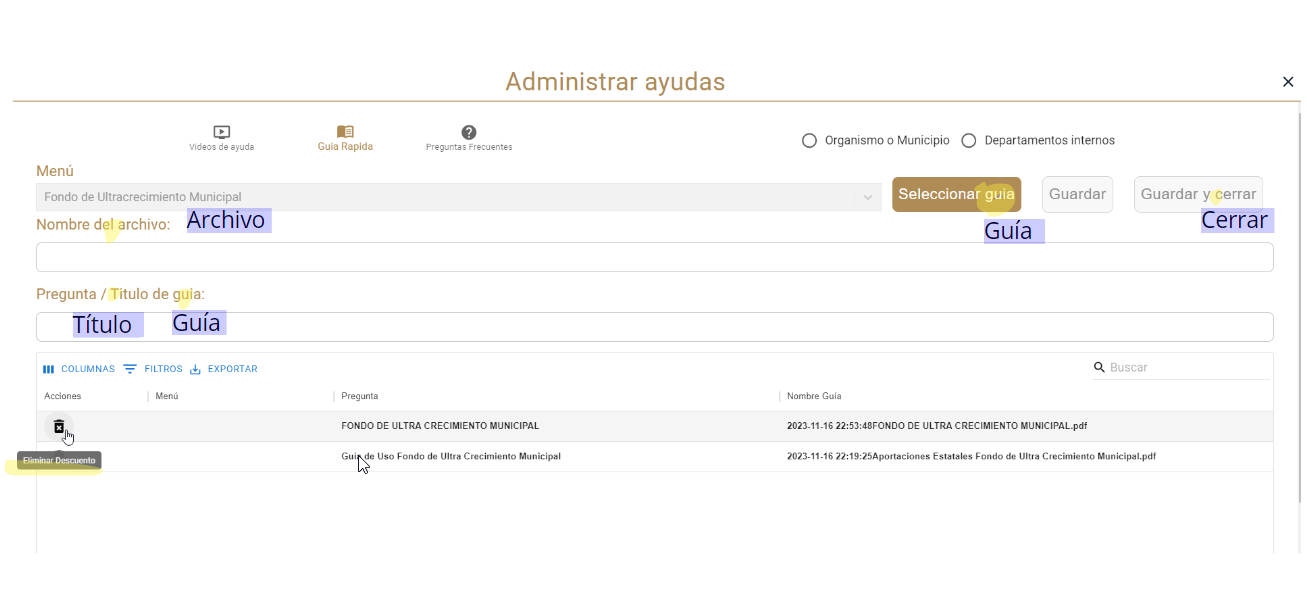 Administrar ayudas
Videos de ayuda
Guia Rapida
Preguntas Frecuentes
Organismo o Municipio
Departamentos internos
Menú
Fondo de Ultracrecimiento Municipal
Seleccionar guia
Guardar
Guardar y cerrar
Nombre del archivo:
Archivo
Guía
Cerrar
Pregunta / Titulo de guia:
Título
Guía
COLUMNAS
FILTROS
EXPORTAR
Buscar
Acciones
Menú
Pregunta
Nombre Guía
FONDO DE ULTRA CRECIMIENTO MUNICIPAL
2023-11-16 22:53:48FONDO DE ULTRA CRECIMIENTO MUNICIPAL.pdf
Eliminar Descuento
Guia de Uso Fondo de Ultra Crecimiento Municipal
2023-11-16 22:19:25Aportaciones Estatales Fondo de Ultra Crecimiento Municipal.pdf